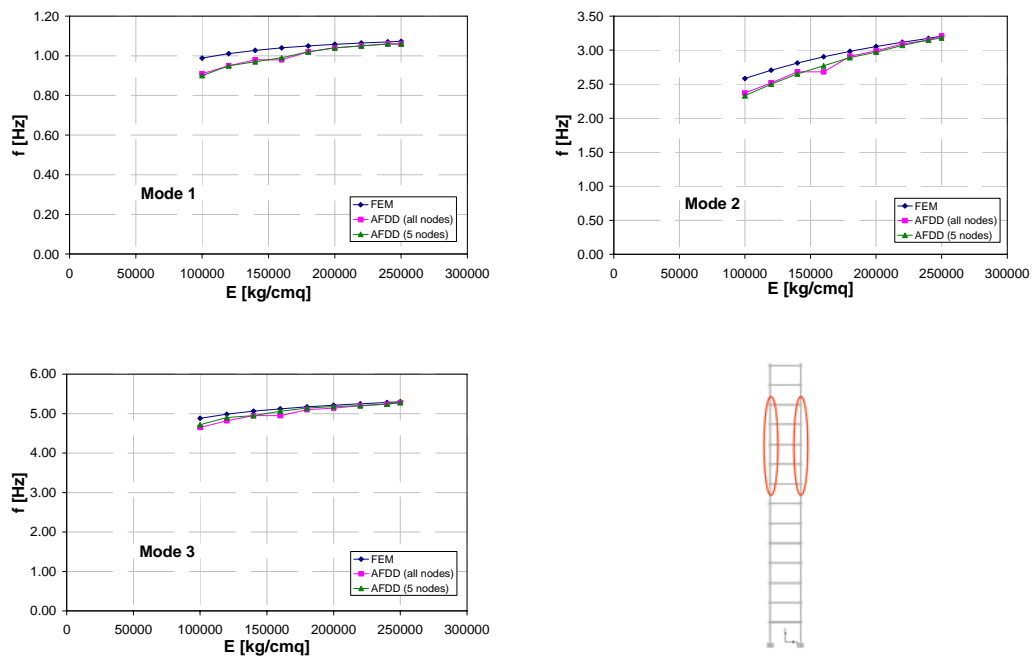 1.20
1.00
0.80
0.60
0.40
0.20
0.00
f [Hz]
Mode 1
FEM
AFDD (all nodes)
AFDD (5 nodes)
0 50000 100000 150000 200000 250000 300000
E [kg/cmq]
3.50
3.00
2.50
2.00
1.50
1.00
0.50
0.00
f [Hz]
Mode 2
FEM
AFDD (all nodes)
AFDD (5 nodes)
0 50000 100000 150000 200000 250000 300000
E [kg/cmq]
6.00
5.00
4.00
3.00
2.00
1.00
0.00
f [Hz]
Mode 3
FEM
AFDD (all nodes)
AFDD (5 nodes)
0 50000 100000 150000 200000 250000 300000
E [kg/cmq]